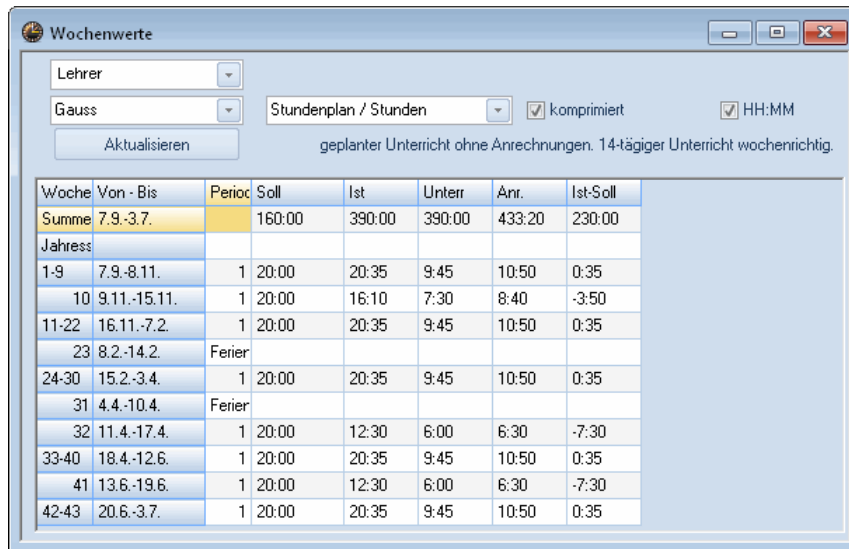 Wochenwerte
Lehrer
Gauss Stundenplan / Stunden komprimiert HH:MM
Aktualisieren geplanter Unterricht ohne Anrechnungen. 14-tägiger Unterricht wochenrichtig.
Woche Von - Bis Perioc Soll Ist Unterr Anr. Ist-Soll
Summe 7.9.-3.7. 160:00 390:00 390:00 433:20 230:00
Jahress
1-9 7.9.-8.11. 1 20:00 20:35 9:45 10:50 0:35
10 9.11.-15.11. 1 20:00 16:10 7:30 8:40 -3:50
11-22 16.11.-7.2. 1 20:00 20:35 9:45 10:50 0:35
23 8.2.-14.2. Ferier
24-30 15.2.-3.4. 1 20:00 20:35 9:45 10:50 0:35
31 4.4.-10.4. Ferier
32 11.4.-17.4. 1 20:00 12:30 6:00 6:30 -7:30
33-40 18.4.-12.6. 1 20:00 20:35 9:45 10:50 0:35
41 13.6.-19.6. 1 20:00 12:30 6:00 6:30 -7:30
42-43 20.6.-3.7. 1 20:00 20:35 9:45 10:50 0:35